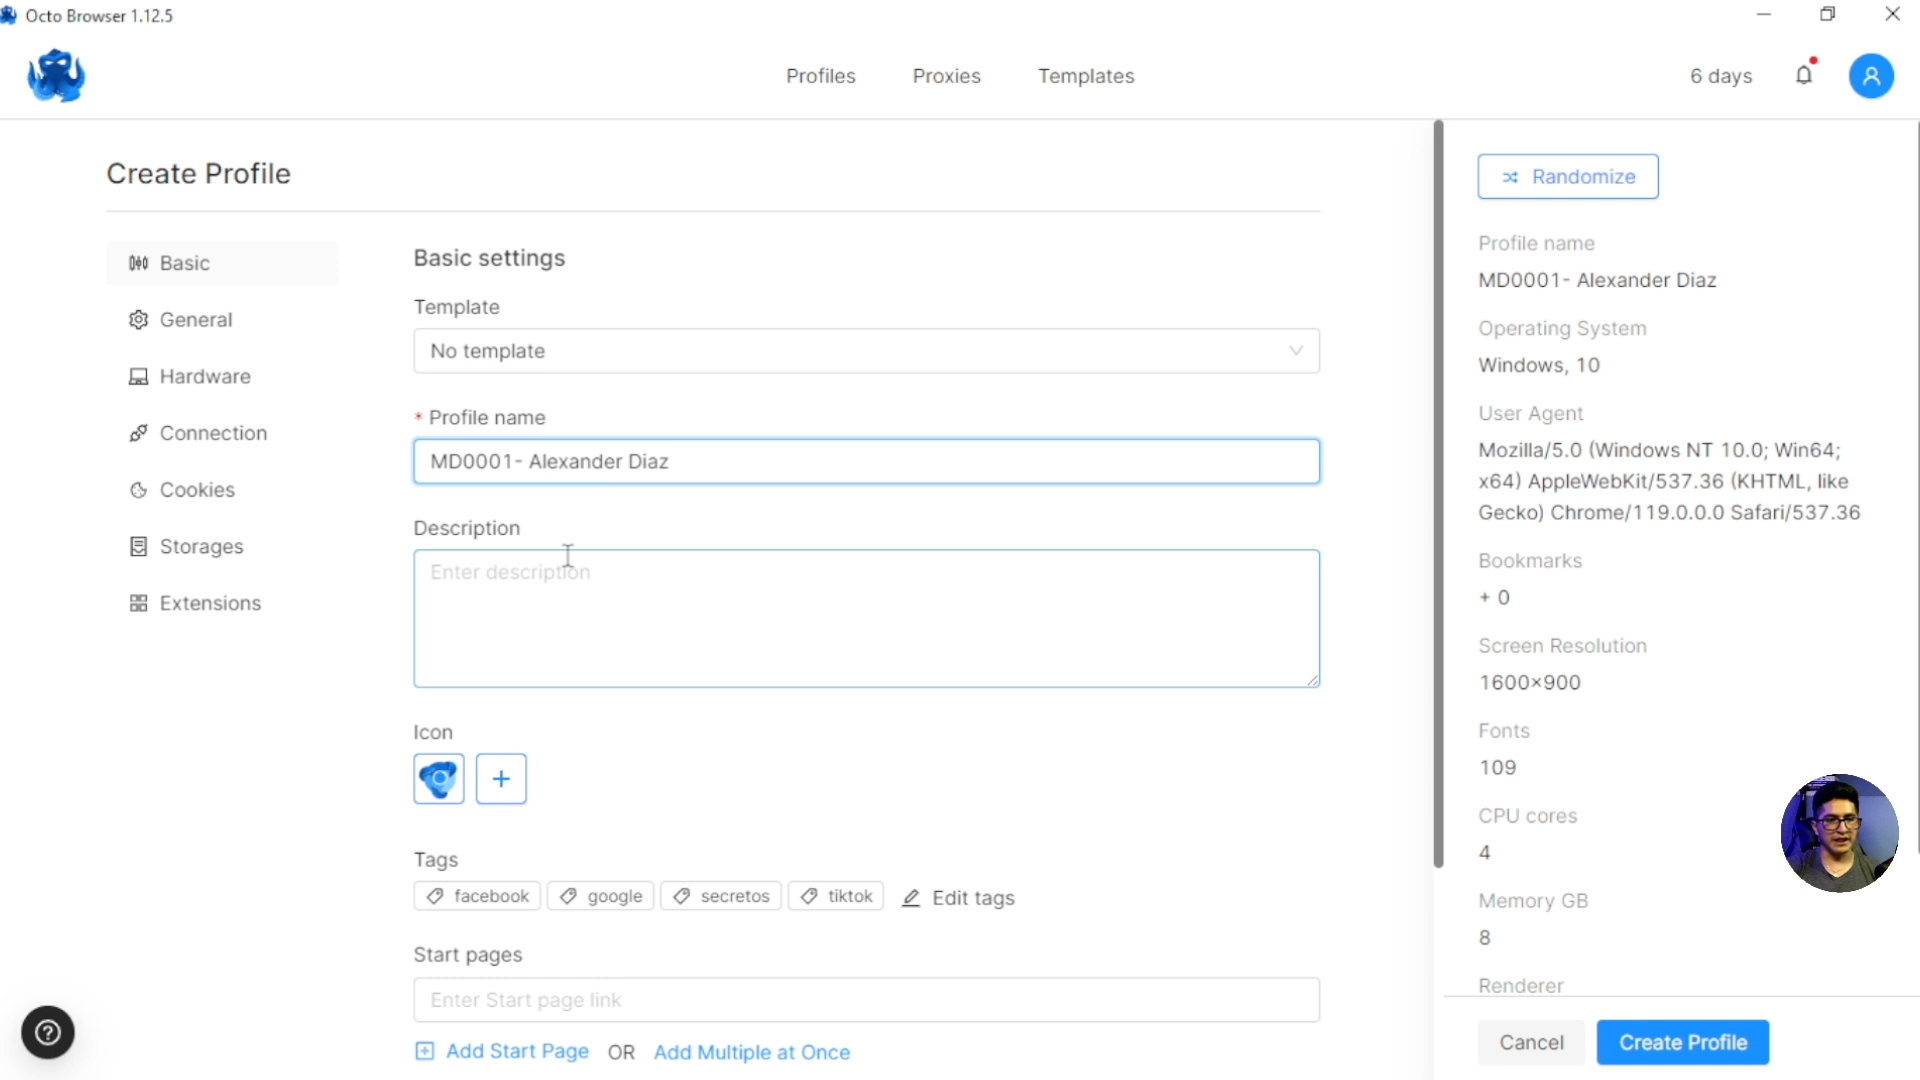 Octo Browser 1.12.5
Profiles
Proxies
Templates
6 days
Create Profile
Basic
General
Hardware
Connection
Cookies
Storages
Extensions
Basic settings
Template
No template
* Profile name
MD0001- Alexander Diaz
Description
Enter description
Icon
+
Tags
facebook
google
secretos
tiktok
Edit tags
Start pages
Enter Start page link
Add Start Page OR Add Multiple at Once
Randomize
Profile name
MD0001- Alexander Diaz
Operating System
Windows, 10
User Agent
Mozilla/5.0 (Windows NT 10.0; Win64;
x64) AppleWebKit/537.36 (KHTML, like
Gecko) Chrome/119.0.0.0 Safari/537.36
Bookmarks
+ 0
Screen Resolution
1600×900
Fonts
109
CPU cores
4
Memory GB
8
Renderer
Cancel
Create Profile